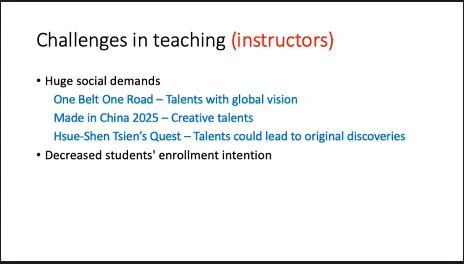 Challenges in teaching (instructors)
• Huge social demands
One Belt One Road – Talents with global vision
Made in China 2025 – Creative talents
Hsue-Shen Tsien's Quest – Talents could lead to original discoveries
• Decreased students' enrollment intention